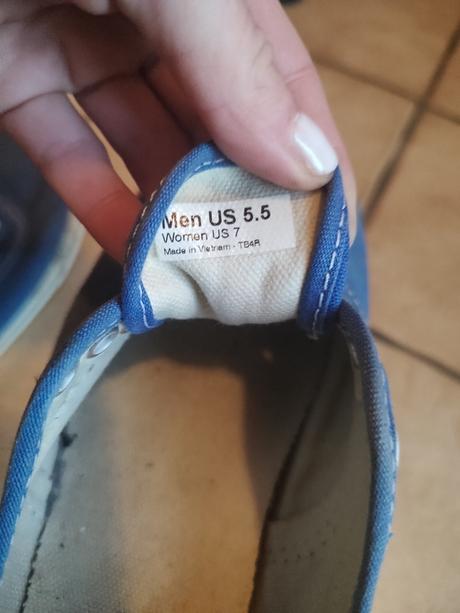 Men US 5.5
Women US 7
Made in Vietnam - TB4R